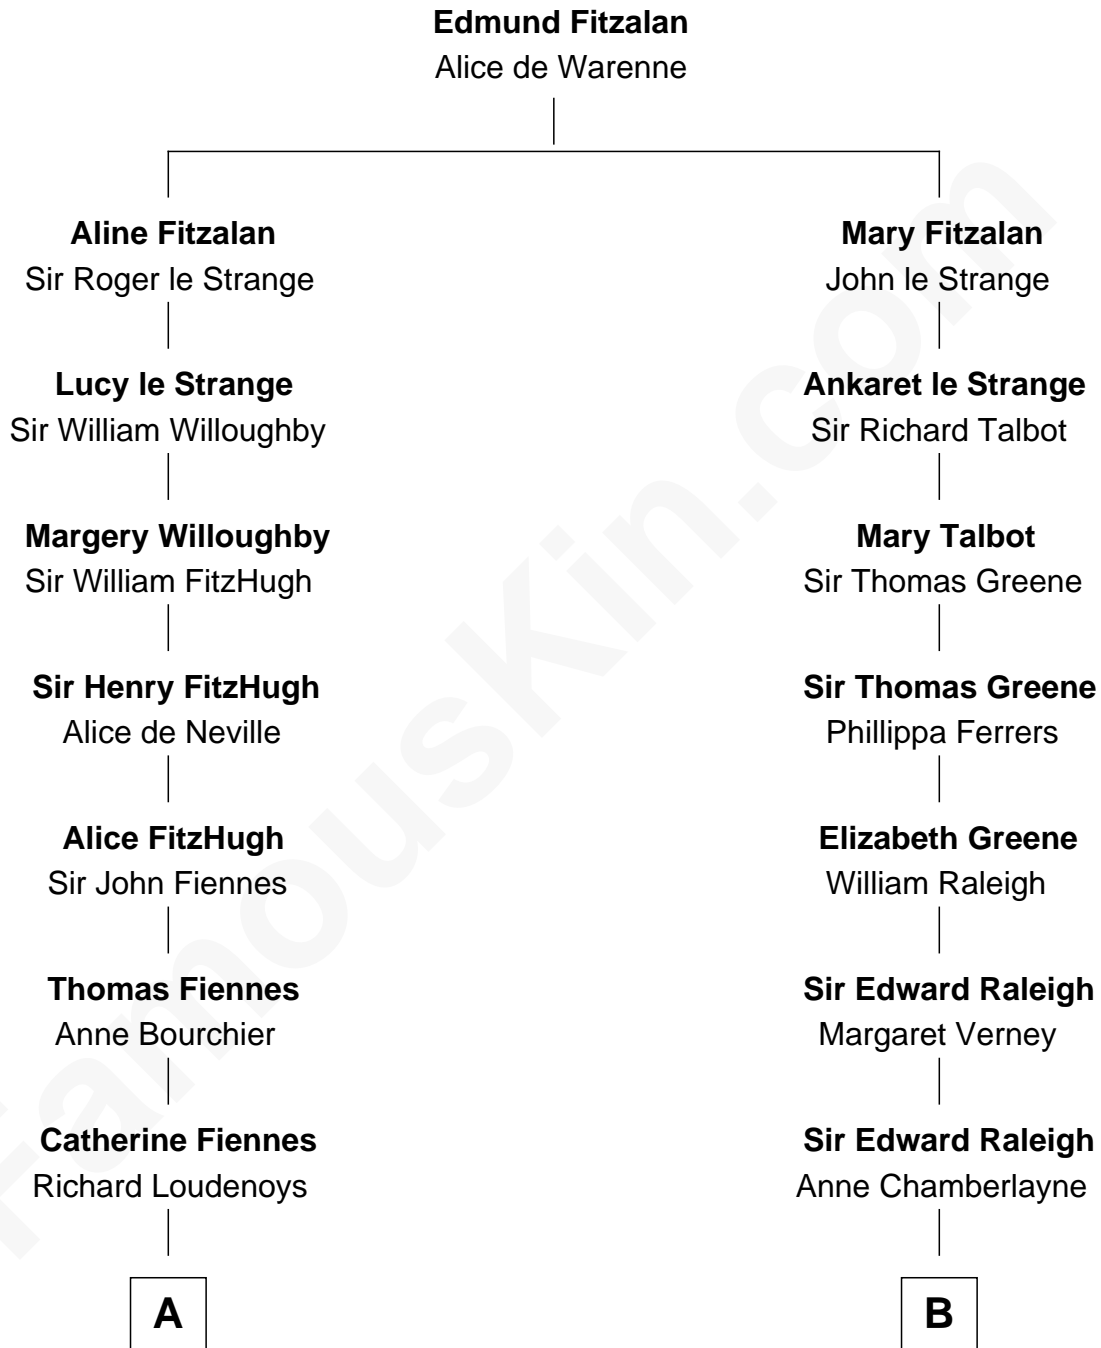 Edmund Fitzalan
Alice de Warenne
Aline Fitzalan
Sir Roger le Strange
Mary Fitzalan
John le Strange
Lucy le Strange
Sir William Willoughby
Ankaret le Strange
Sir Richard Talbot
Margery Willoughby
Sir William FitzHugh
Mary Talbot
Sir Thomas Greene
Sir Henry FitzHugh
Alice de Neville
Sir Thomas Greene
Phillippa Ferrers
Alice FitzHugh
Sir John Fiennes
Elizabeth Greene
William Raleigh
Thomas Fiennes
Anne Bourchier
Sir Edward Raleigh
Margaret Verney
Catherine Fiennes
Richard Loudenoys
Sir Edward Raleigh
Anne Chamberlayne
A
B
FamousKin.com